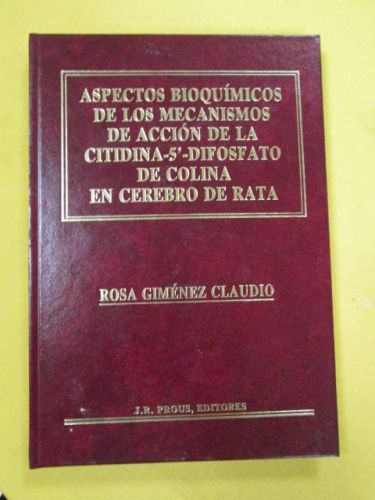 ASPECTOS BIOQUÍMICOS
DE LOS MECANISMOS
DE ACCIÓN DE LA
CITIDINA-5'-DIFOSFATO
DE COLINA
EN CEREBRO DE RATA
ROSA GIMÉNEZ CLAUDIO
J.R. PROUS, EDITORES